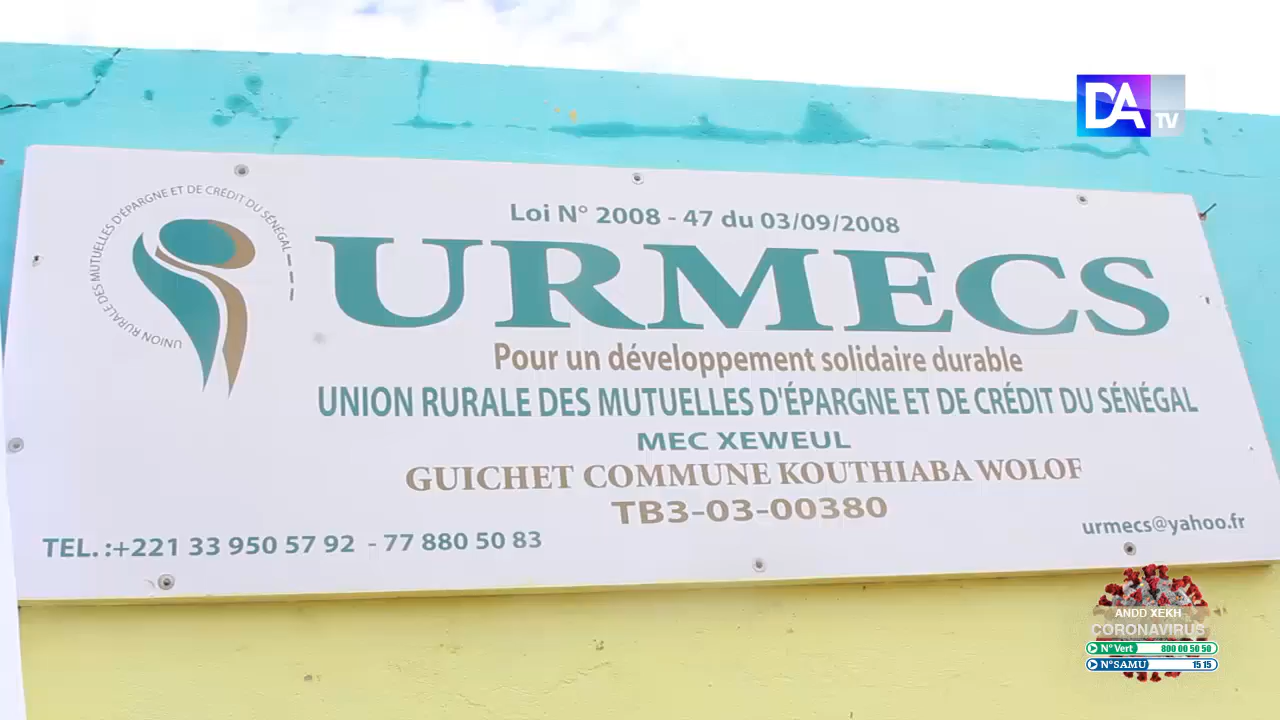 DA TV
Loi N° 2008 - 47 du 03/09/2008
UNION RURALE DES MUTUELLES D'ÉPARGNE ET DE CRÉDIT DU SÉNÉGAL
URMECS
Pour un développement solidaire durable
UNION RURALE DES MUTUELLES D'ÉPARGNE ET DE CRÉDIT DU SÉNÉGAL
MEC XEWEUL
GUICHET COMMUNE KOUTHIABA WOLOF
TB3-03-00380
TEL. :+221 33 950 57 92 - 77 880 50 83
urmecs@yahoo.fr
ANDD XEKH
CORONAVIRUS
N° Vert 800 00 50 50
N° SAMU 15 15